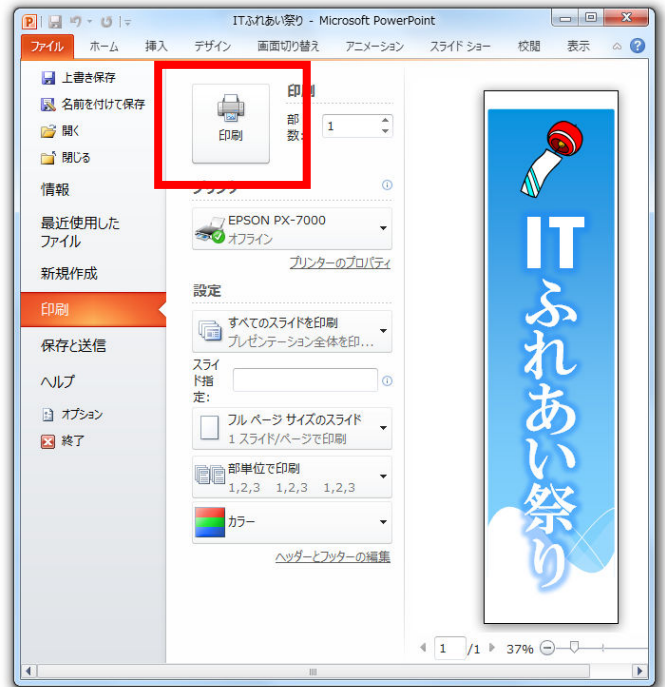 ITふれあい祭り - Microsoft PowerPoint
ファイル ホーム 挿入 デザイン 画面切り替え アニメーション スライド ショー 校閲 表示
上書き保存
名前を付けて保存
開く
閉じる
情報
最近使用した
ファイル
新規作成
印刷
保存と送信
ヘルプ
オプション
終了
印刷
印刷
部
数:
1
EPSON PX-7000
オフライン
プリンターのプロパティ
設定
すべてのスライドを印刷
プレゼンテーション全体を印...
スライ
ド指
定:
フル ページ サイズのスライド
1 スライド/ページで印刷
部単位で印刷
1,2,3 1,2,3 1,2,3
カラー
ヘッダーとフッターの編集
ITふれあい祭り
1 /1 37%